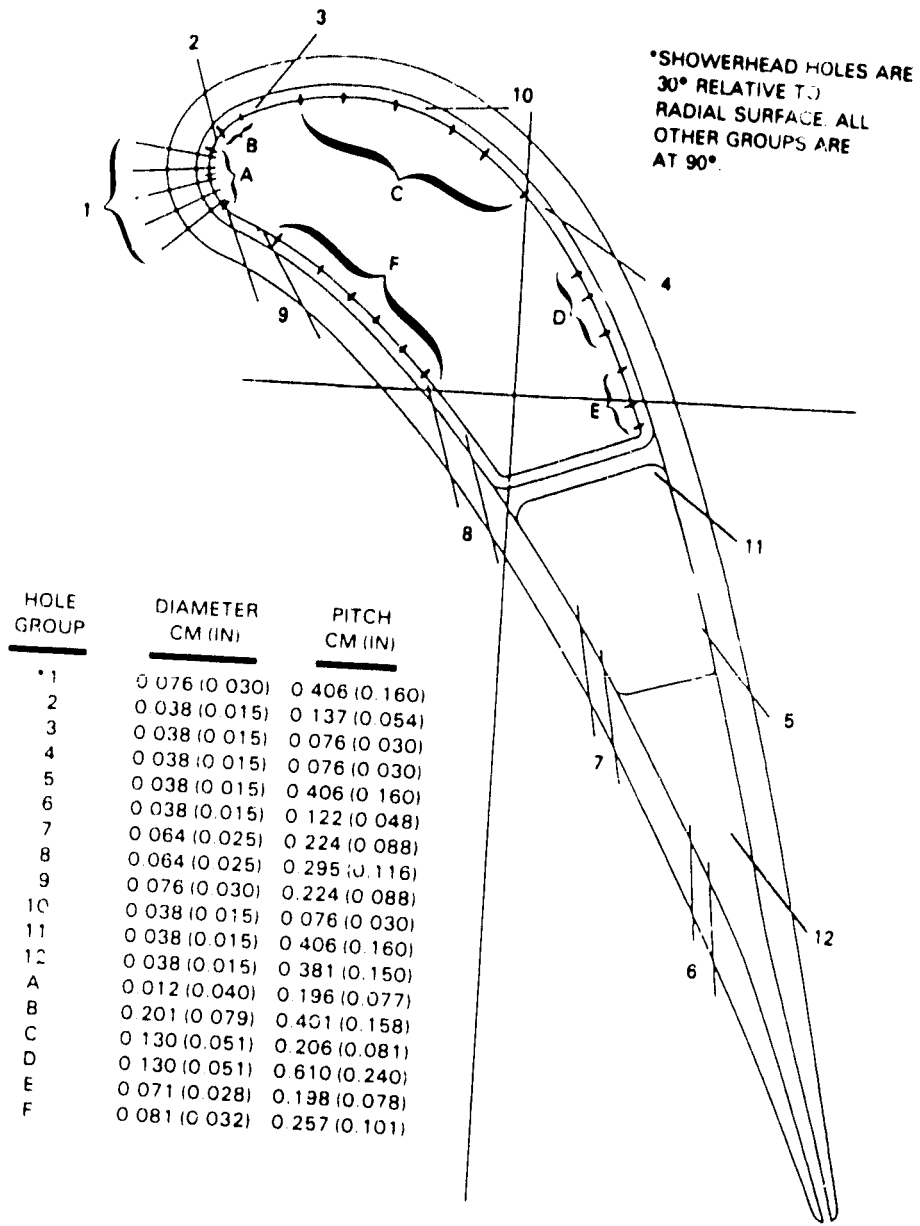 3
2
*SHOWERHEAD HOLES ARE
30° RELATIVE TO
RADIAL SURFACE. ALL
OTHER GROUPS ARE
AT 90°.
10
B
A
C
1
F
4
9
D
E
8
11
HOLE GROUP DIAMETER CM (IN) PITCH CM (IN)
*1 0.076 (0.030) 0.406 (0.160)
2 0.038 (0.015) 0.137 (0.054)
3 0.038 (0.015) 0.076 (0.030)
4 0.038 (0.015) 0.076 (0.030)
5 0.038 (0.015) 0.406 (0.160)
6 0.038 (0.015) 0.122 (0.048)
7 0.064 (0.025) 0.224 (0.088)
8 0.064 (0.025) 0.295 (0.116)
9 0.076 (0.030) 0.224 (0.088)
10 0.038 (0.015) 0.076 (0.030)
11 0.038 (0.015) 0.406 (0.160)
12 0.038 (0.015) 0.381 (0.150)
A 0.012 (0.040) 0.196 (0.077)
B 0.201 (0.079) 0.401 (0.158)
C 0.130 (0.051) 0.206 (0.081)
D 0.130 (0.051) 0.610 (0.240)
E 0.071 (0.028) 0.198 (0.078)
F 0.081 (0.032) 0.257 (0.101)
5
7
12
6